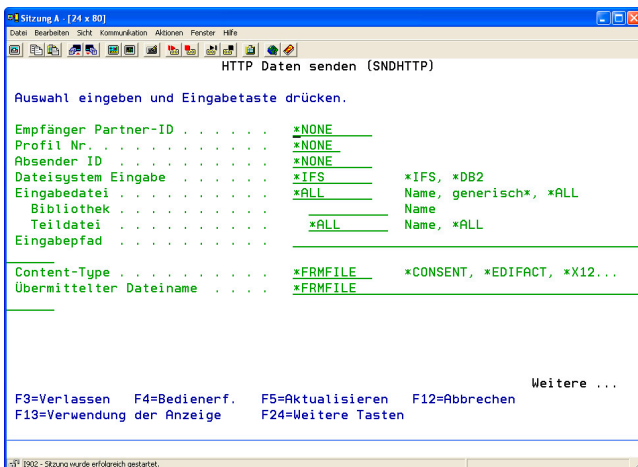 Sitzung A - [24 x 80]
Datei Bearbeiten Sicht Kommunikation Aktionen Fenster Hilfe
HTTP Daten senden (SNDHTTP)
Auswahl eingeben und Eingabetaste drücken.
Empfänger Partner-ID . . . . . . *NONE
Profil Nr. . . . . . . . . . . . *NONE
Absender ID . . . . . . . . . . *NONE
Dateisystem Eingabe . . . . . . *IFS *IFS, *DB2
Eingabedatei . . . . . . . . . . *ALL Name, generisch*, *ALL
Bibliothek . . . . . . . . . . Name
Teildatei . . . . . . . . . . *ALL Name, *ALL
Eingabepfad . . . . . . . . . .
Content-Type . . . . . . . . . . *FRMFILE *CONSENT, *EDIFACT, *X12...
Übermittelter Dateiname . . . . *FRMFILE
Weitere ...
F3=Verlassen F4=Bedienerf. F5=Aktualisieren F12=Abbrechen
F13=Verwendung der Anzeige F24=Weitere Tasten
I902 - Sitzung wurde erfolgreich gestartet.